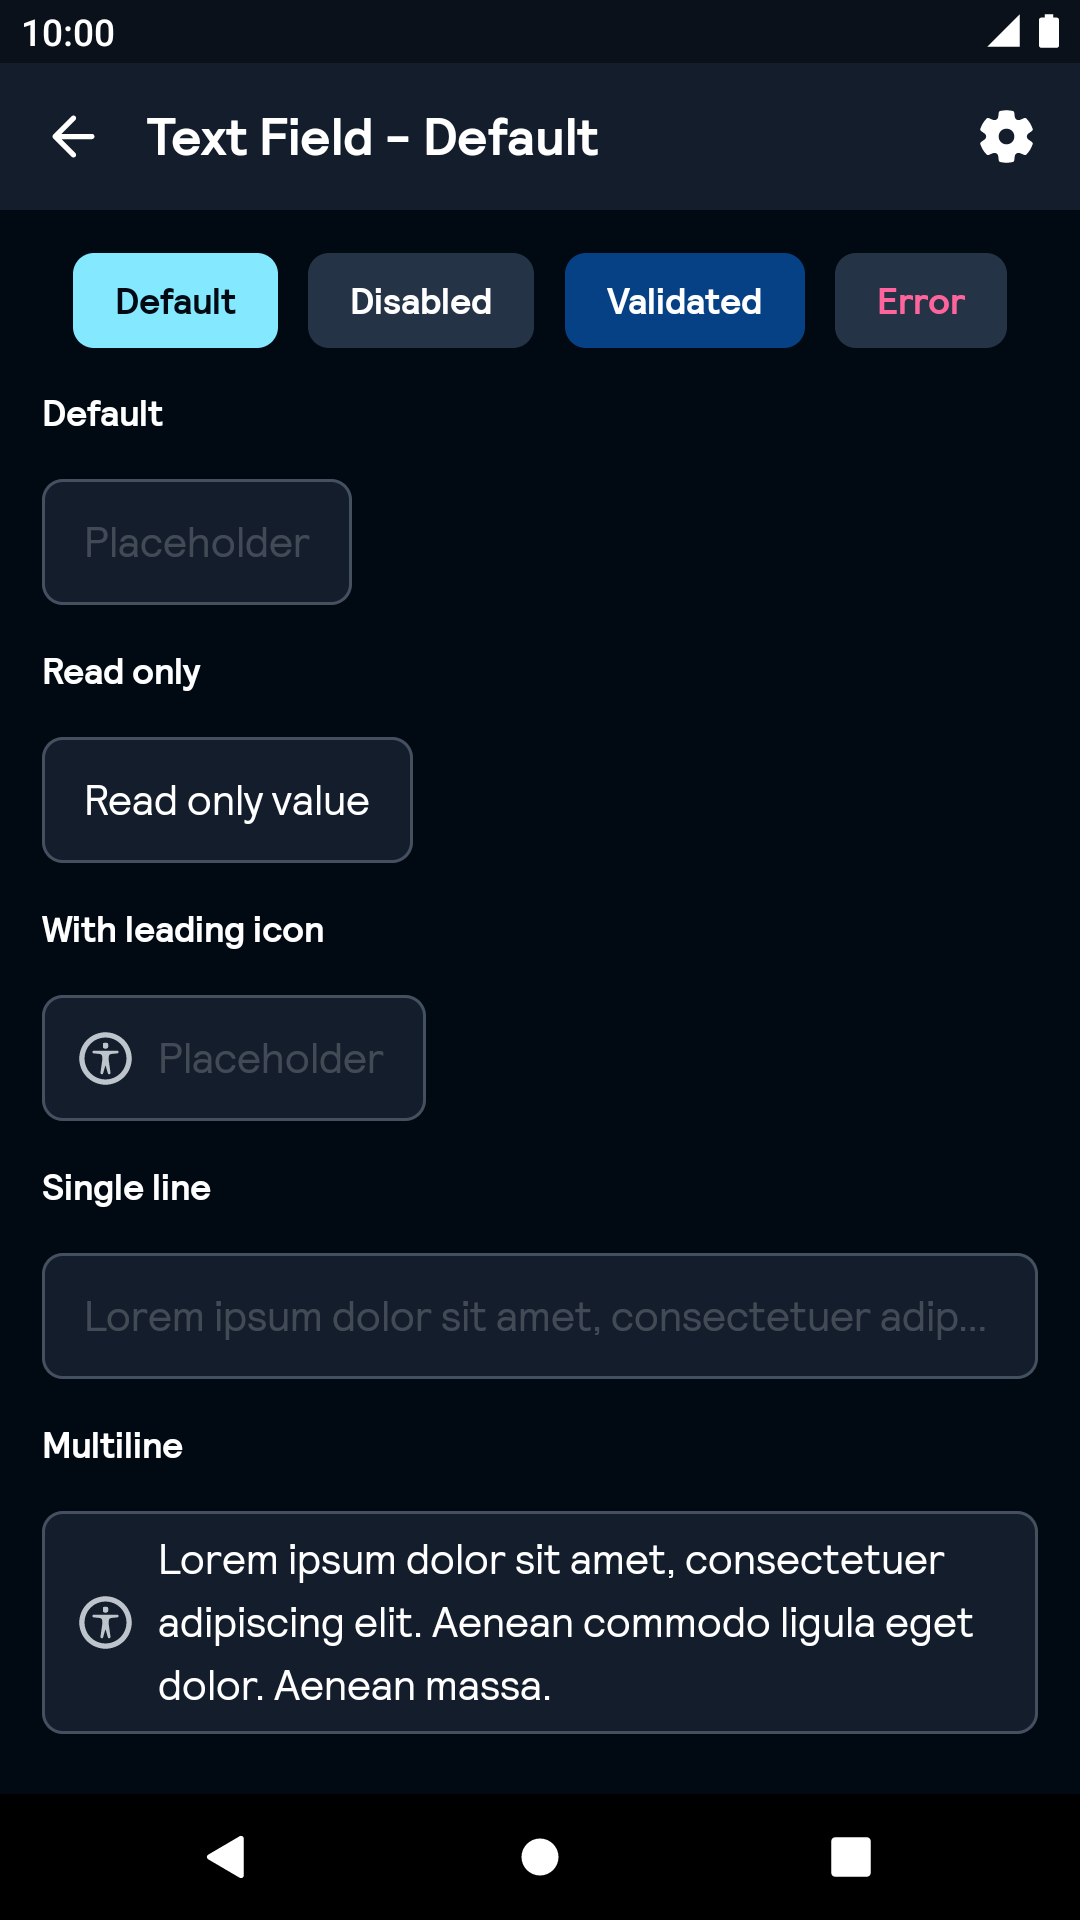 10:00
Text Field - Default
Default Disabled Validated Error
Default
Placeholder
Read only
Read only value
With leading icon
Placeholder
Single line
Lorem ipsum dolor sit amet, consectetuer adip...
Multiline
Lorem ipsum dolor sit amet, consectetuer
adipiscing elit. Aenean commodo ligula eget
dolor. Aenean massa.